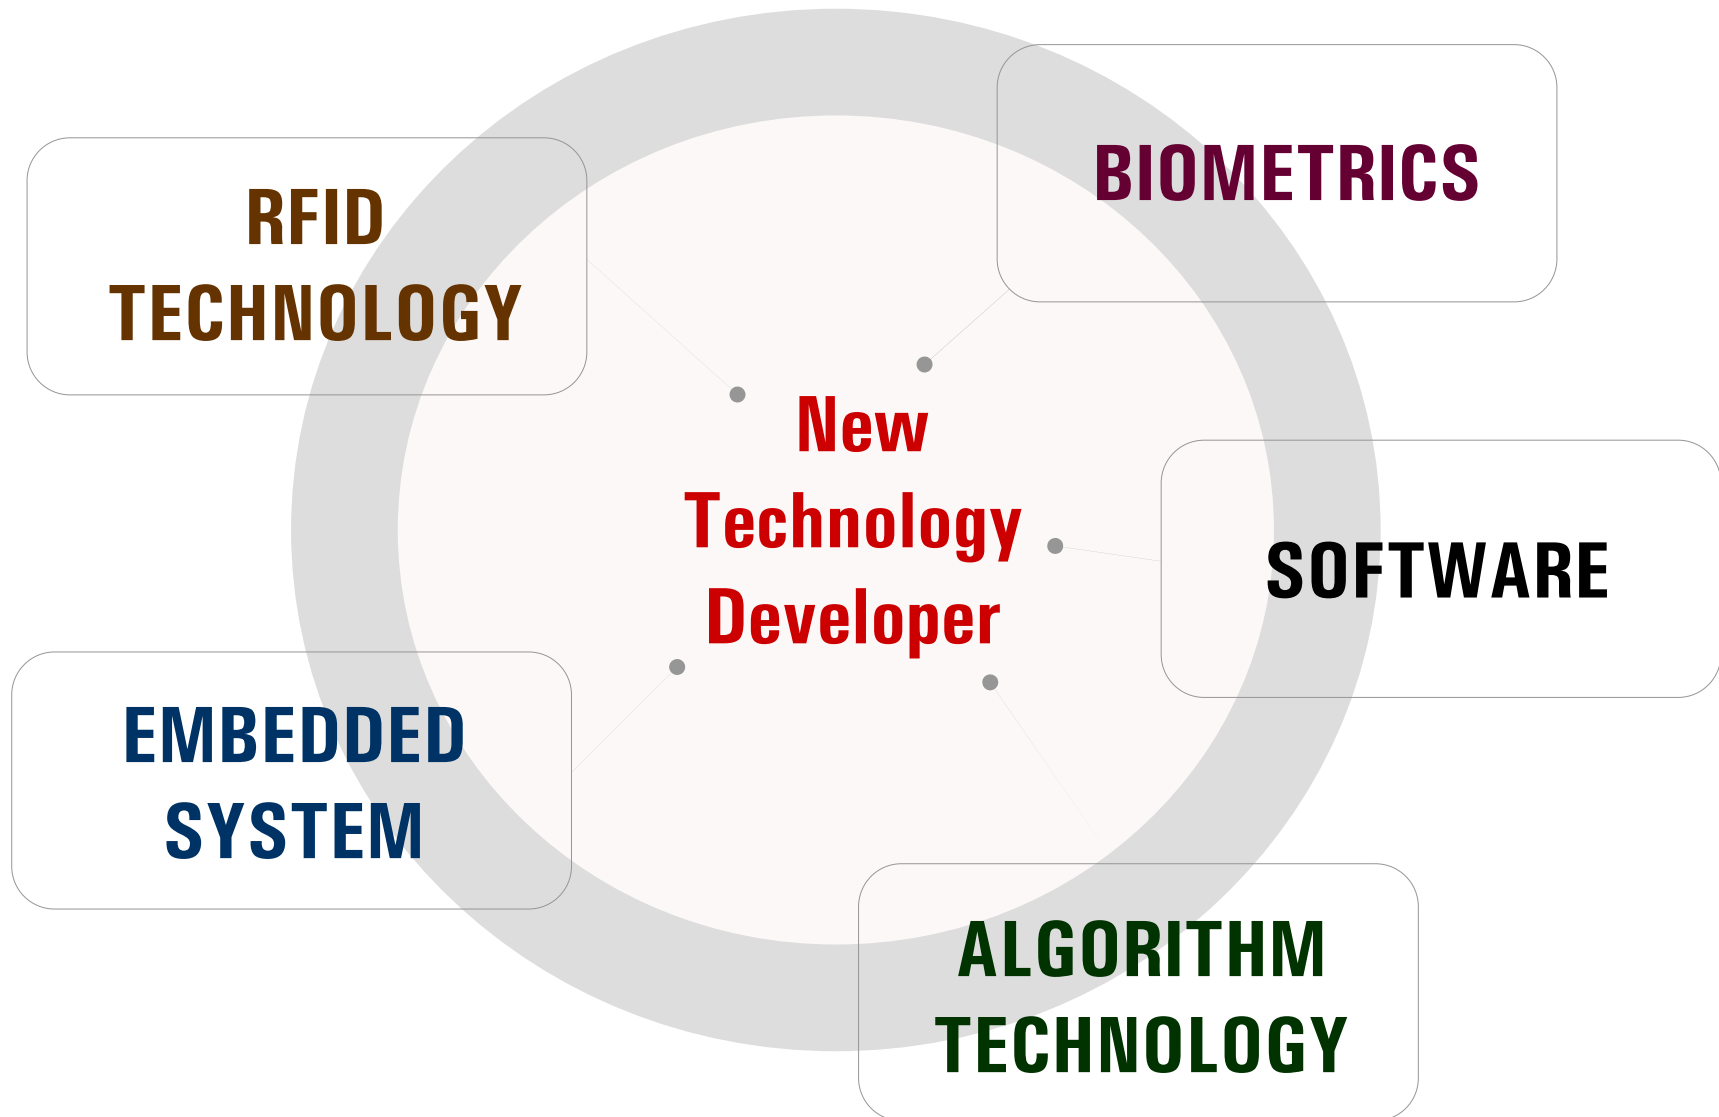 BIOMETRICS
RFID
TECHNOLOGY
New
Technology
Developer
SOFTWARE
EMBEDDED
SYSTEM
ALGORITHM
TECHNOLOGY